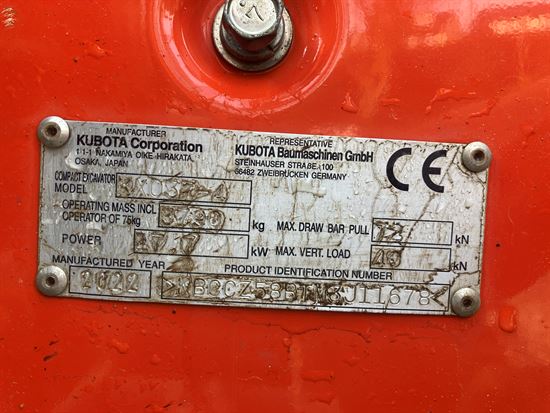 MANUFACTURER
KUBOTA Corporation
1-1-1 NAKAMIYA OIKE HIRAKATA,
OSAKA, JAPAN
REPRESENTATIVE
KUBOTA Baumaschinen GmbH
STEINHAUSER STRAßE 100
66482 ZWEIBRÜCKEN GERMANY
CE
COMPACT EXCAVATOR
MODEL
OPERATING MASS INCL
OPERATOR OF 75kg
kg
MAX. DRAW BAR PULL
kN
POWER
kW
MAX. VERT. LOAD
kN
MANUFACTURED YEAR
2022
PRODUCT IDENTIFICATION NUMBER